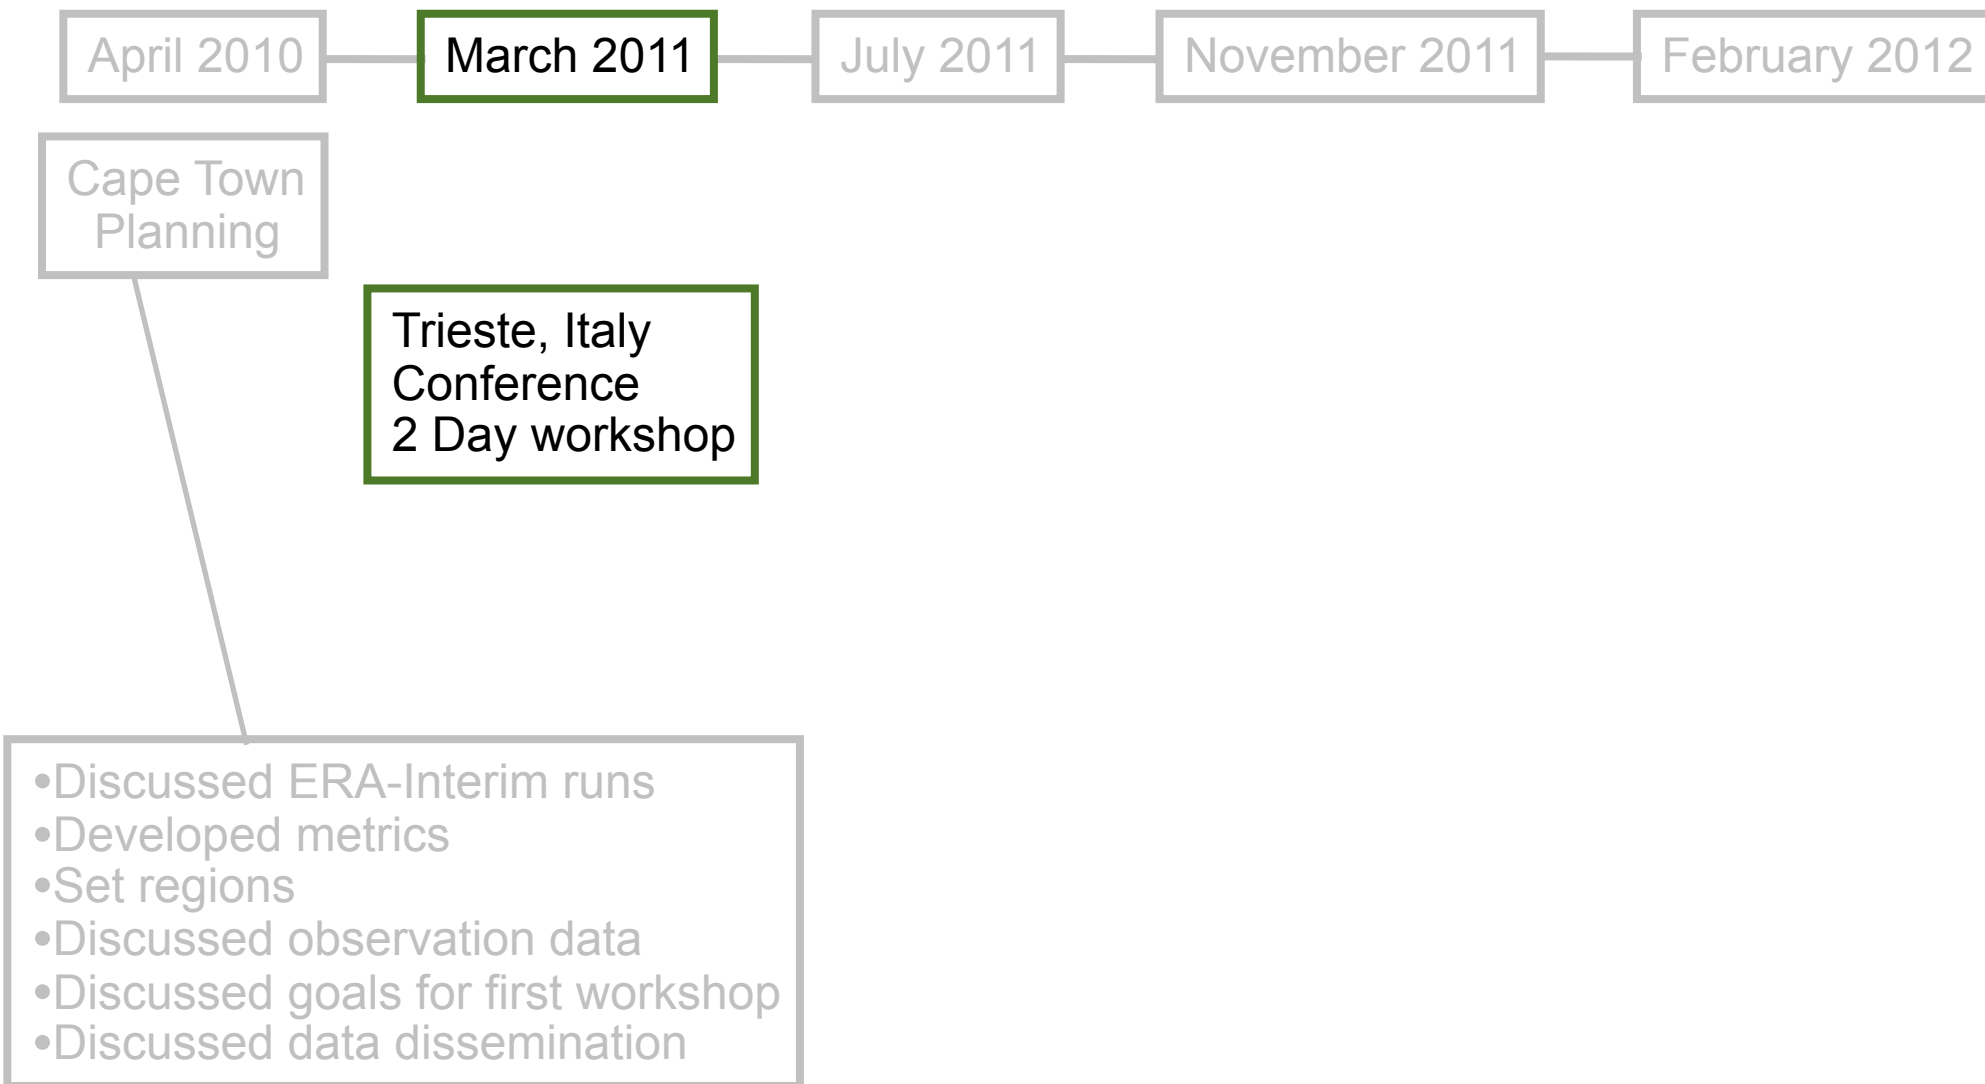 April 2010
March 2011
July 2011
November 2011
February 2012
Cape Town
Planning
Trieste, Italy
Conference
2 Day workshop
•Discussed ERA-Interim runs
•Developed metrics
•Set regions
•Discussed observation data
•Discussed goals for first workshop
•Discussed data dissemination